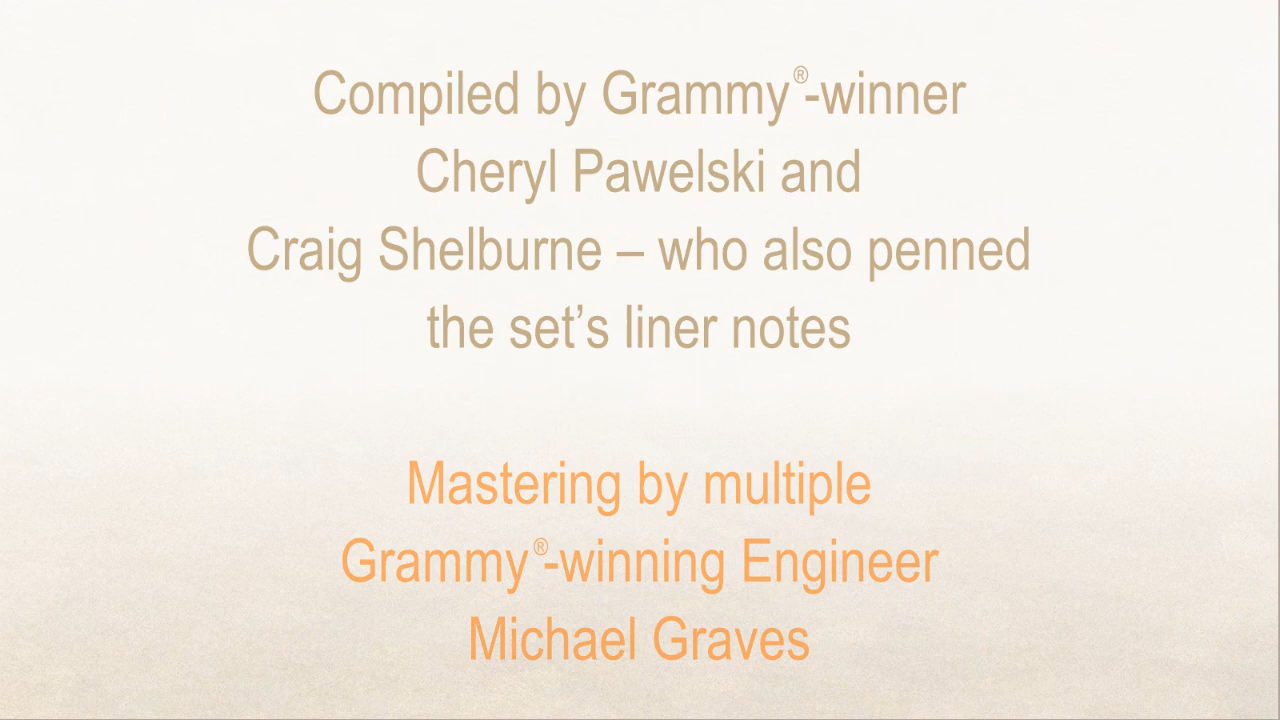 Compiled by Grammy®-winner
Cheryl Pawelski and
Craig Shelburne – who also penned
the set’s liner notes
Mastering by multiple
Grammy®-winning Engineer
Michael Graves